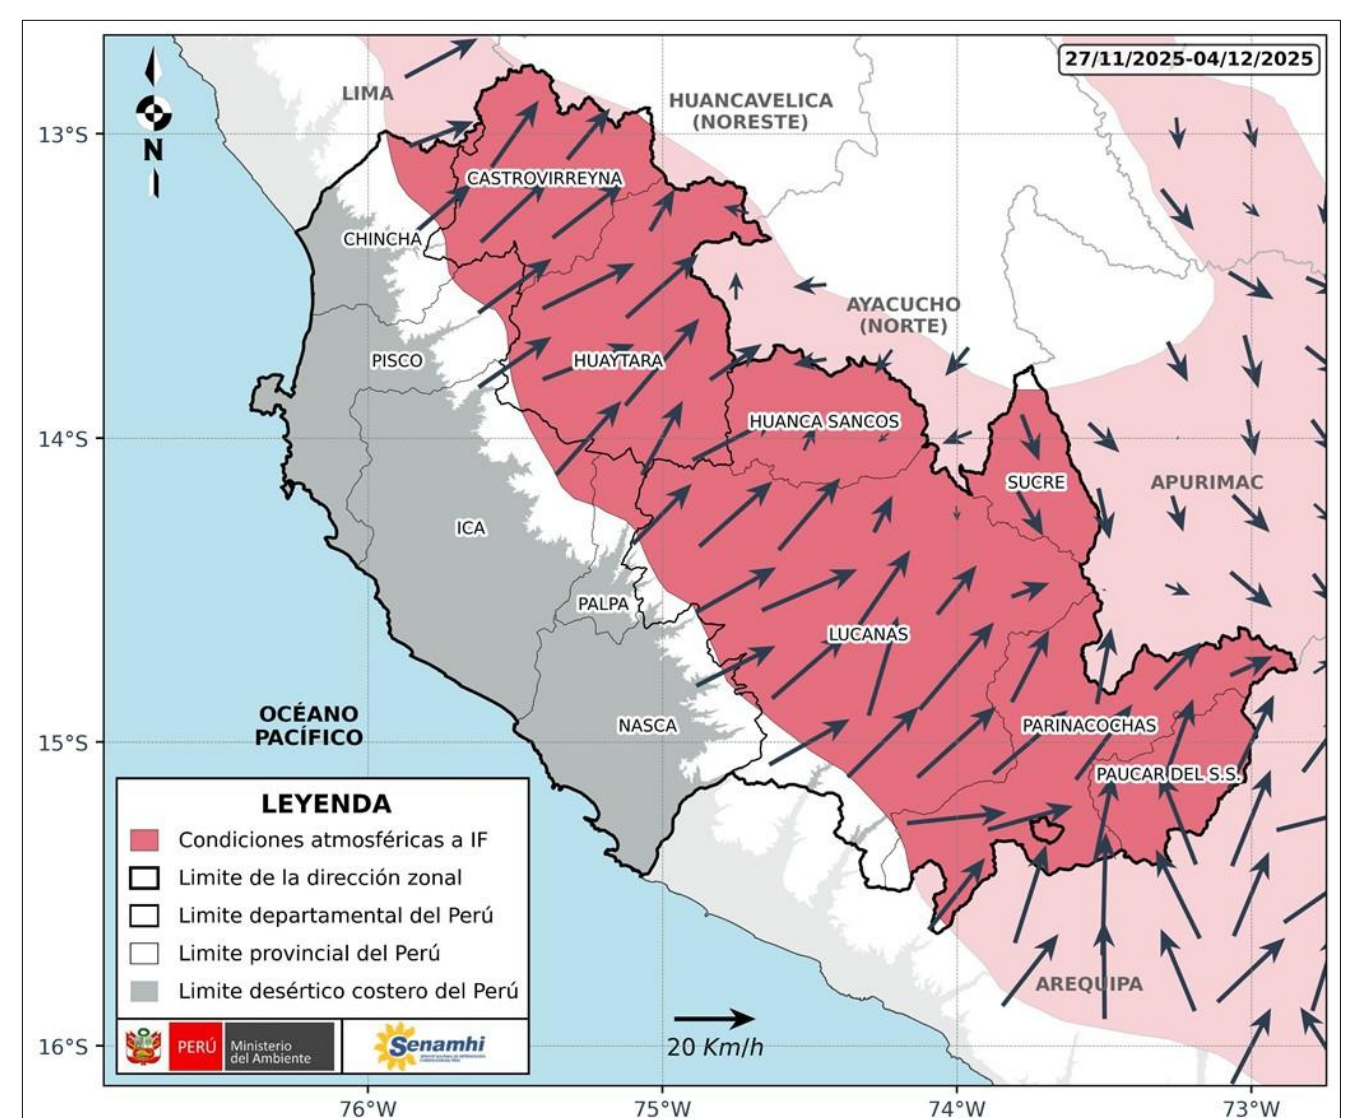 27/11/2025-04/12/2025
LIMA
HUANCAVELICA
(NORESTE)
13°S
N
CASTROVIRREYNA
CHINCHA
AYACUCHO
(NORTE)
PISCO
HUAYTARA
HUANCA SANCOS
14°S
SUCRE
APURIMAC
ICA
PALPA
LUCANAS
OCÉANO
PACÍFICO
NASCA
PARINACOCHAS
15°S
PAUCAR DEL S.S.
LEYENDA
Condiciones atmosféricas a IF
Limite de la dirección zonal
Limite departamental del Perú
Limite provincial del Perú
Limite desértico costero del Perú
AREQUIPA
PERÚ
Ministerio
del Ambiente
Senamhi
20 Km/h
16°S
76°W
75°W
74°W
73°W